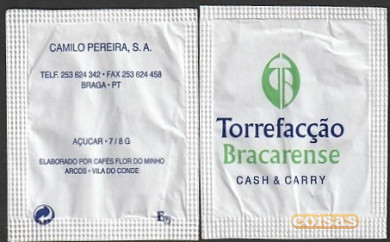 CAMILO PEREIRA, S. A.
TELF. 253 624 342 • FAX 253 624 458
BRAGA • PT
AÇUCAR • 7 / 8 G
ELABORADO POR CAFÉS FLOR DO MINHO
ARCOS • VILA DO CONDE
Torrefacção
Bracarense
CASH & CARRY
coisas